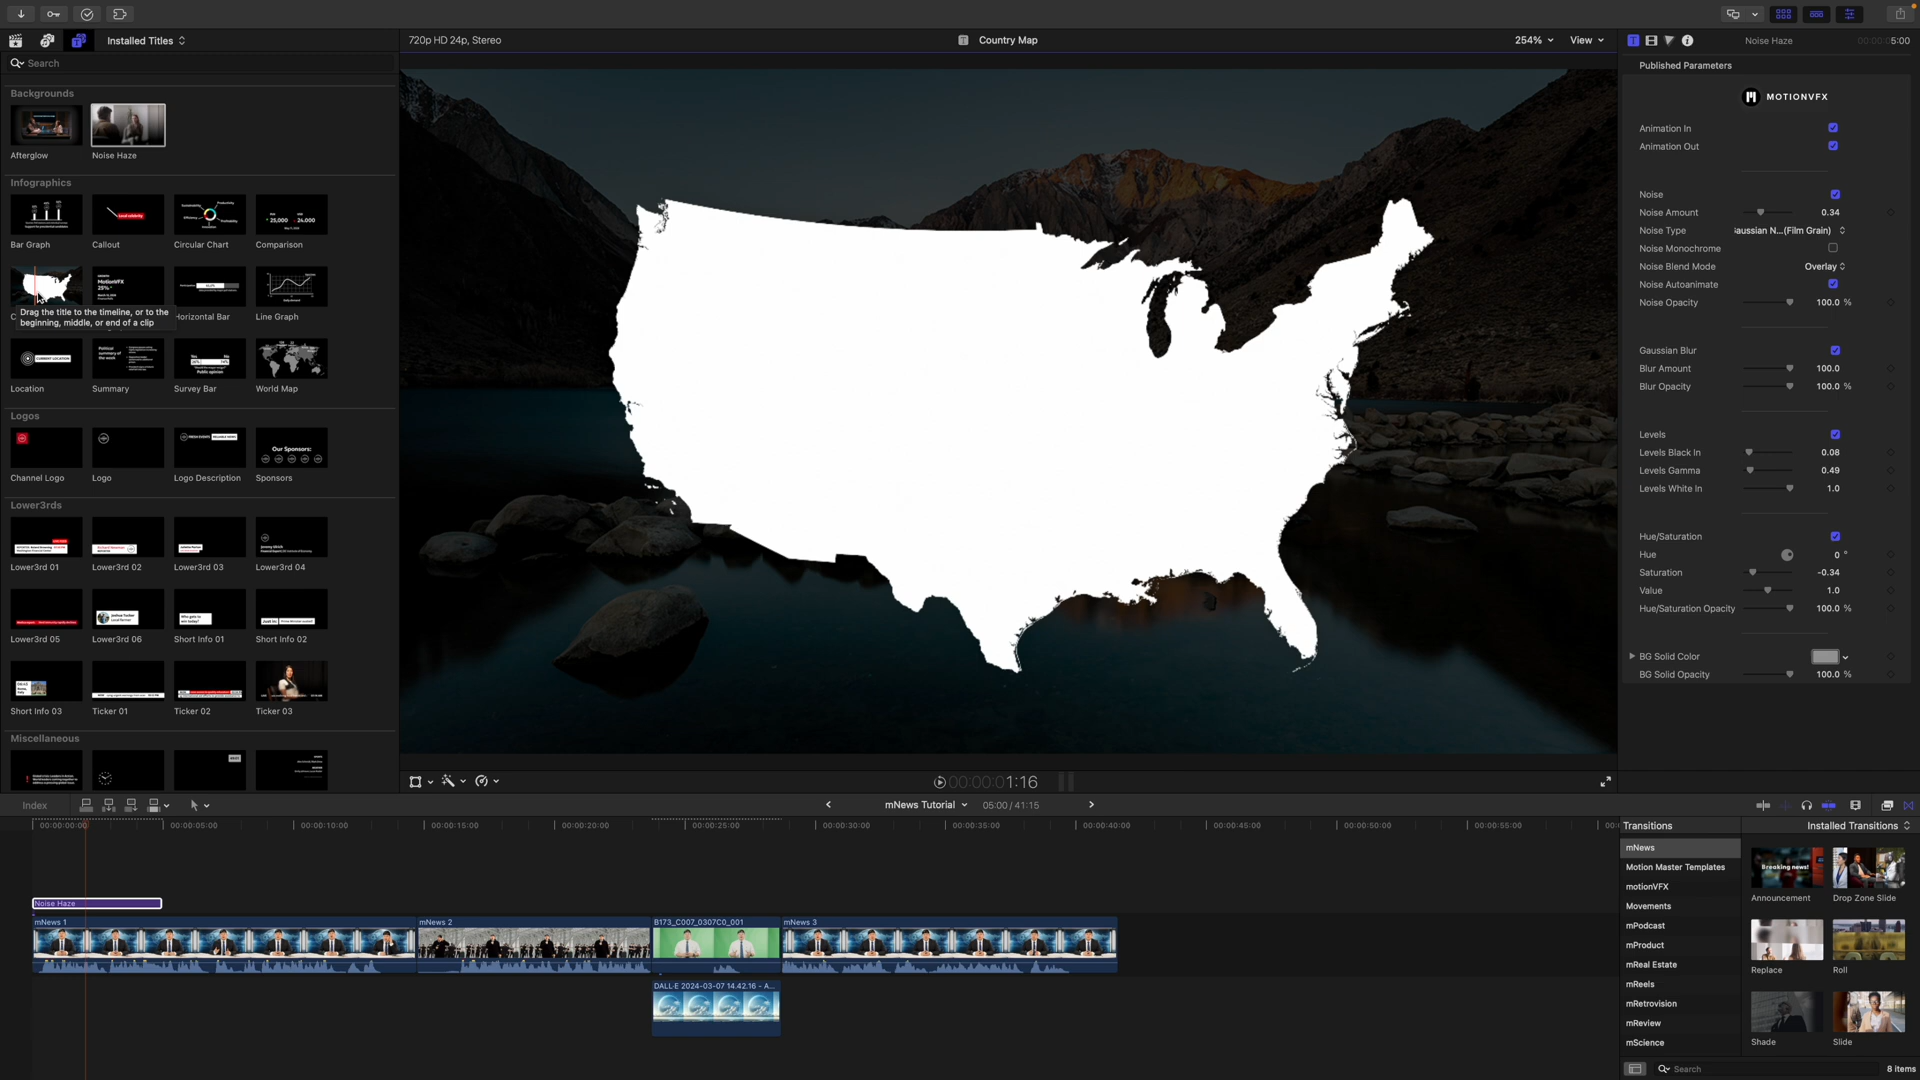 Installed Titles
720p HD 24p, Stereo
Country Map
254%
View
Noise Haze
00:00:05:00
Search
Published Parameters
MOTIONVFX
Backgrounds
Afterglow
Noise Haze
Animation In
Animation Out
Infographics
Bar Graph
Callout
Circular Chart
Comparison
Noise
Noise Amount 0.34
Noise Type aussian N...(Film Grain)
Noise Monochrome
Noise Blend Mode Overlay
Noise Autoanimate
Noise Opacity 100.0 %
Drag the title to the timeline, or to the
beginning, middle, or end of a clip
Horizontal Bar
Line Graph
Location
Summary
Survey Bar
World Map
Gaussian Blur
Blur Amount 100.0
Blur Opacity 100.0 %
Logos
Channel Logo
Logo
Logo Description
Sponsors
Levels
Levels Black In 0.08
Levels Gamma 0.49
Levels White In 1.0
Lower3rds
Lower3rd 01
Lower3rd 02
Lower3rd 03
Lower3rd 04
Hue/Saturation
Hue 0 °
Saturation -0.34
Value 1.0
Hue/Saturation Opacity 100.0 %
Lower3rd 05
Lower3rd 06
Short Info 01
Short Info 02
BG Solid Color
BG Solid Opacity 100.0 %
Short Info 03
Ticker 01
Ticker 02
Ticker 03
Miscellaneous
00:00:01:16
Index
mNews Tutorial
05:00 / 41:15
00:00:00:00
00:00:05:00
00:00:10:00
00:00:15:00
00:00:20:00
00:00:25:00
00:00:30:00
00:00:35:00
00:00:40:00
00:00:45:00
00:00:50:00
00:00:55:00
Noise Haze
mNews 1
mNews 2
B173_C007_0307C0_001
mNews 3
DALL·E 2024-03-07 14.42.16 - A...
Transitions
Installed Transitions
mNews
Motion Master Templates
motionVFX
Movements
mPodcast
mProduct
mReal Estate
mReels
mRetrovision
mReview
mScience
Breaking news!
Announcement
Drop Zone Slide
Replace
Roll
Shade
Slide
Search
8 items